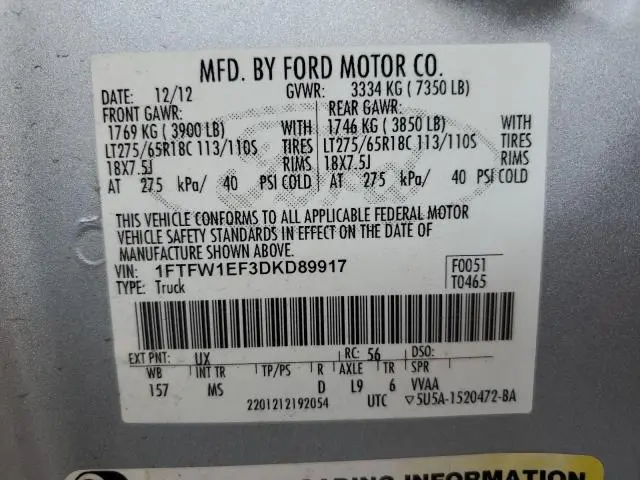 MFD. BY FORD MOTOR CO.
DATE: 12/12 GVWR: 3334 KG ( 7350 LB)
FRONT GAWR: REAR GAWR:
1769 KG ( 3900 LB) WITH 1746 KG ( 3850 LB) WITH
LT275/65R18C 113/110S TIRES LT275/65R18C 113/110S TIRES
18X7.5J RIMS 18X7.5J RIMS
AT 275 kPa/ 40 PSI COLD AT 275 kPa/ 40 PSI COLD
THIS VEHICLE CONFORMS TO ALL APPLICABLE FEDERAL MOTOR
VEHICLE SAFETY STANDARDS IN EFFECT ON THE DATE OF
MANUFACTURE SHOWN ABOVE.
VIN: 1FTFW1EF3DKD89917 F0051
TYPE: Truck T0465
EXT PNT: UX RC: 56 DSO:
WB INT TR TP/PS R AXLE TR SPR
157 MS D L9 6 VVAA
2201212192054 UTC ▽5U5A-1520472-BA
LOADING INFORMATION